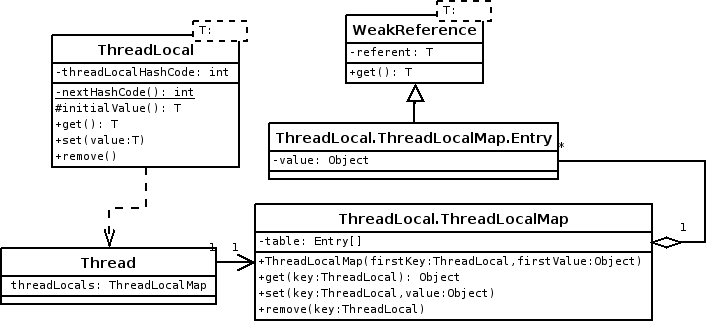 T:
ThreadLocal
-threadLocalHashCode: int
-nextHashCode(): int
#initialValue(): T
+get(): T
+set(value:T)
+remove()
T:
WeakReference
-referent: T
+get(): T
ThreadLocal.ThreadLocalMap.Entry
-value: Object
*
1
Thread
threadLocals: ThreadLocalMap
1
1
ThreadLocal.ThreadLocalMap
-table: Entry[]
+ThreadLocalMap(firstKey:ThreadLocal,firstValue:Object)
+get(key:ThreadLocal): Object
+set(key:ThreadLocal,value:Object)
+remove(key:ThreadLocal)